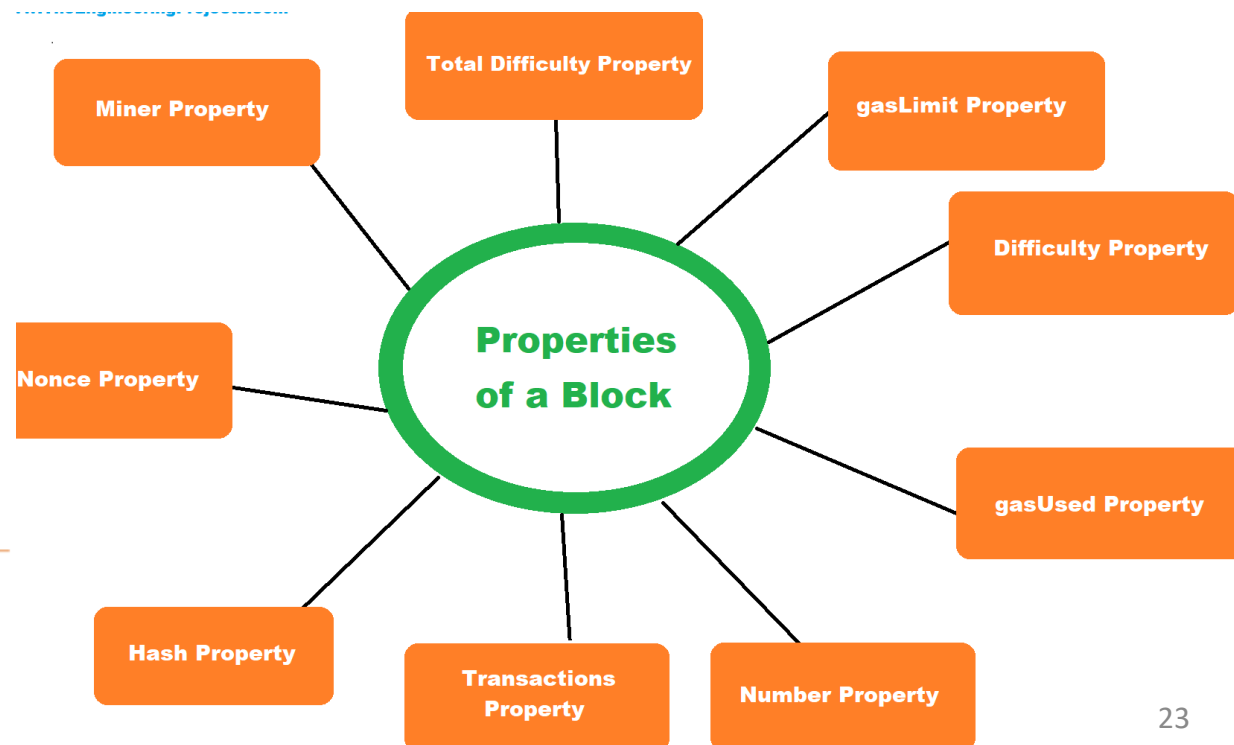 Total Difficulty Property
Miner Property
gasLimit Property
Difficulty Property
Properties
of a Block
Nonce Property
gasUsed Property
Hash Property
Transactions
Property
Number Property
23